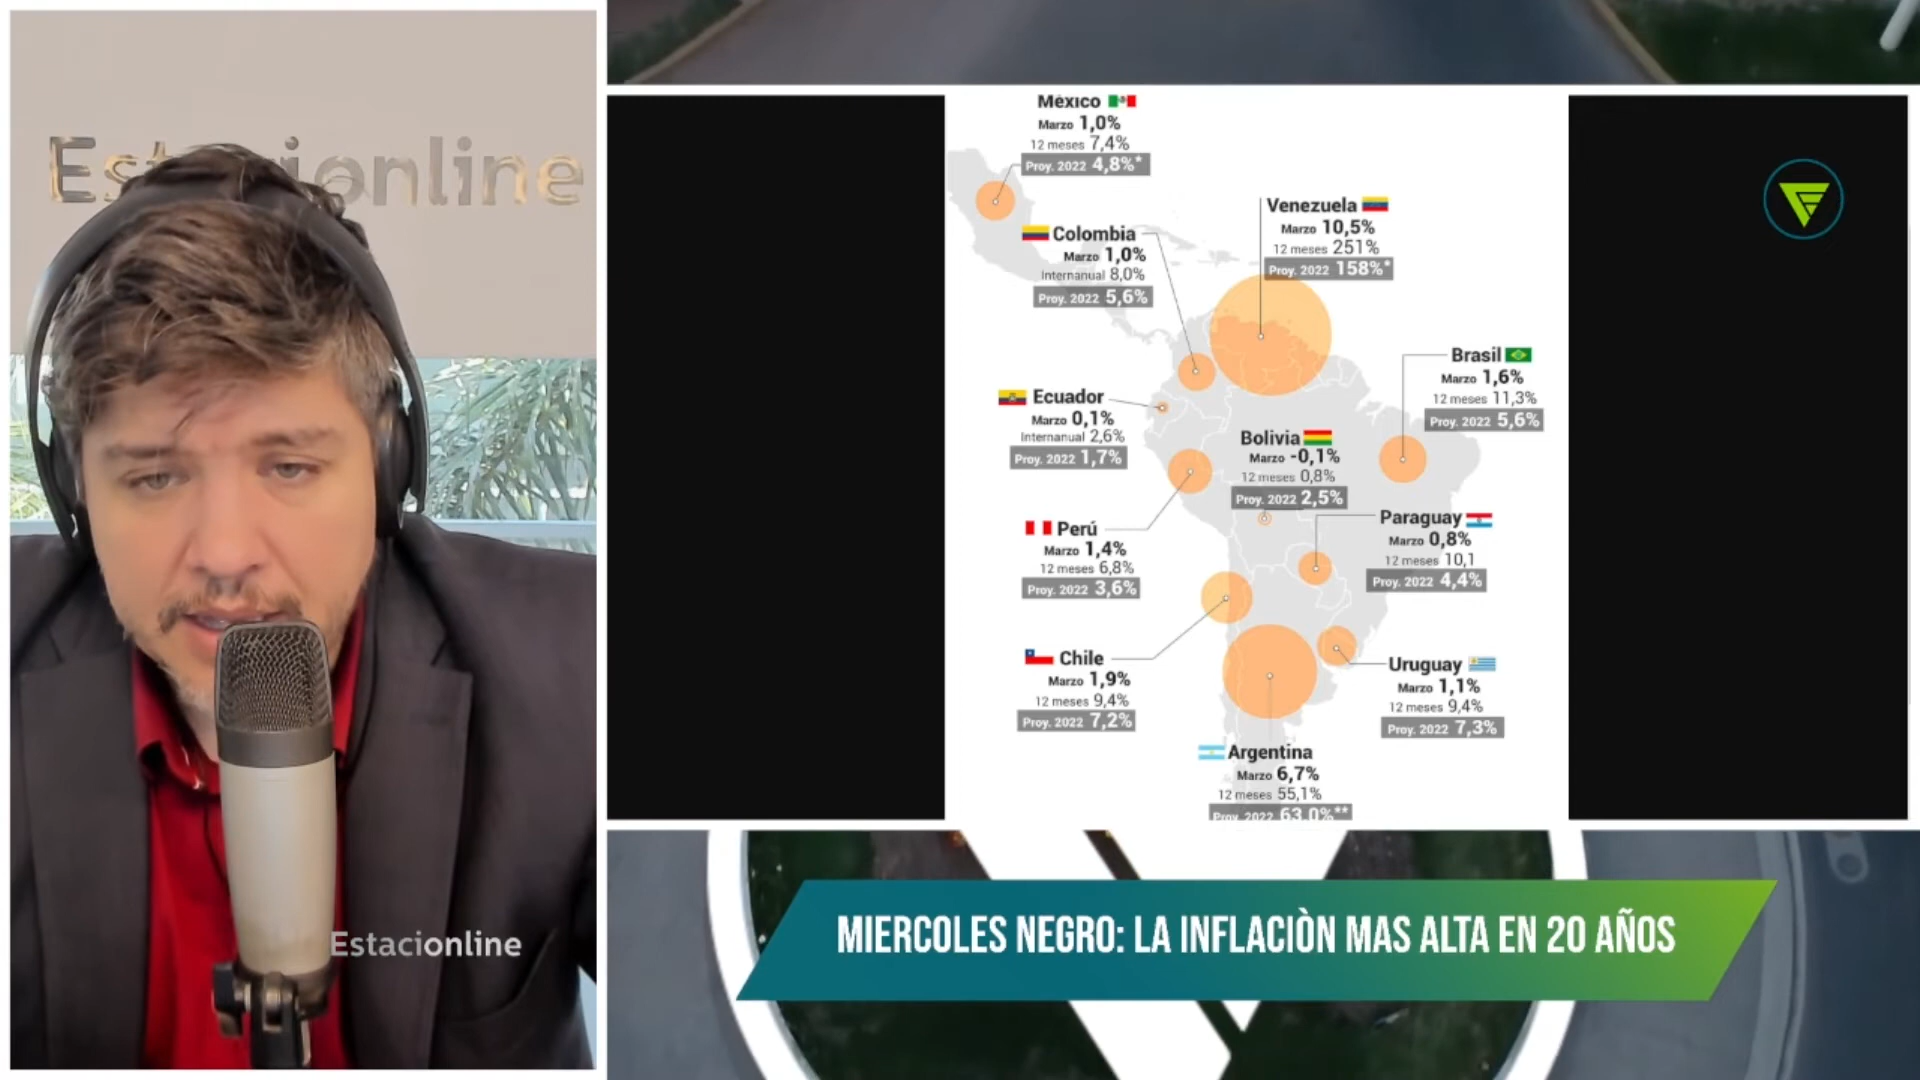 Estacionline
Estacionline
México
Marzo 1,0%
12 meses 7,4%
Proy. 2022 4,8%*
Venezuela
Marzo 10,5%
12 meses 251%
Proy. 2022 158%*
Colombia
Marzo 1,0%
Internanual 8,0%
Proy. 2022 5,6%
Brasil
Marzo 1,6%
12 meses 11,3%
Proy. 2022 5,6%
Ecuador
Marzo 0,1%
Internanual 2,6%
Proy. 2022 1,7%
Bolivia
Marzo -0,1%
12 meses 0,8%
Proy. 2022 2,5%
Perú
Marzo 1,4%
12 meses 6,8%
Proy. 2022 3,6%
Paraguay
Marzo 0,8%
12 meses 10,1
Proy. 2022 4,4%
Chile
Marzo 1,9%
12 meses 9,4%
Proy. 2022 7,2%
Uruguay
Marzo 1,1%
12 meses 9,4%
Proy. 2022 7,3%
Argentina
Marzo 6,7%
12 meses 55,1%
Proy. 2022 63,0%**
MIERCOLES NEGRO: LA INFLACIÒN MAS ALTA EN 20 AÑOS